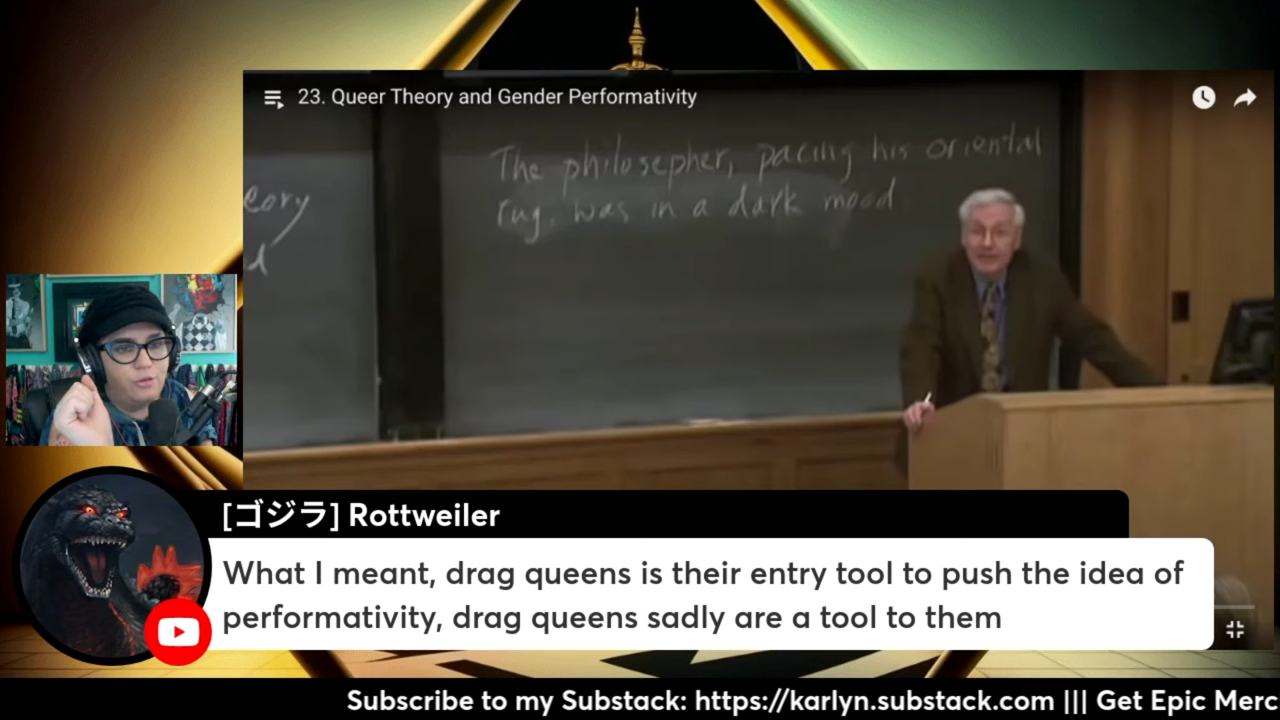 23. Queer Theory and Gender Performativity
The philosepher, pacing his oriental
rug, was in a dark mood
eory
d
[ゴジラ] Rottweiler
What I meant, drag queens is their entry tool to push the idea of
performativity, drag queens sadly are a tool to them
Subscribe to my Substack: https://karlyn.substack.com ||| Get Epic Merc